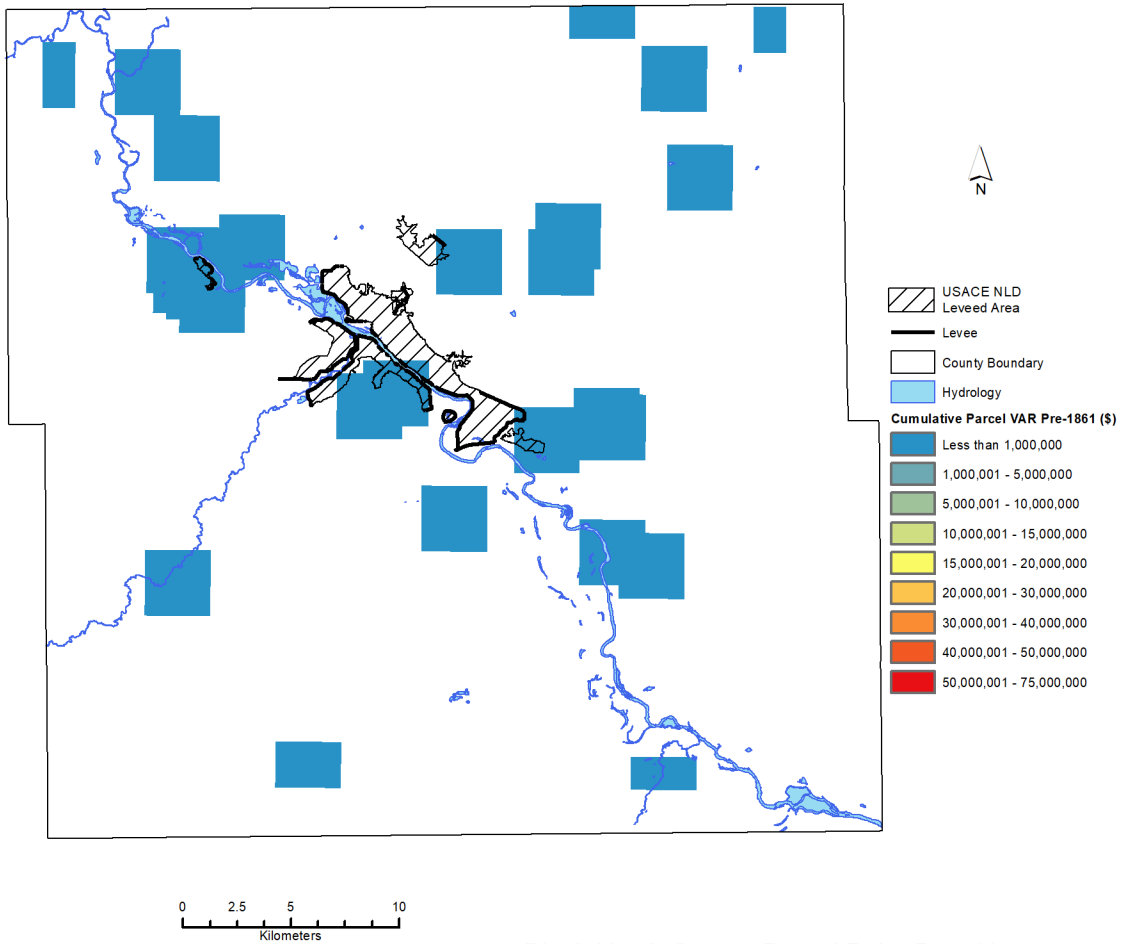 N
USACE NLD
Leveed Area
Levee
County Boundary
Hydrology
Cumulative Parcel VAR Pre-1861 ($)
Less than 1,000,000
1,000,001 - 5,000,000
5,000,001 - 10,000,000
10,000,001 - 15,000,000
15,000,001 - 20,000,000
20,000,001 - 30,000,000
30,000,001 - 40,000,000
40,000,001 - 50,000,000
50,000,001 - 75,000,000
0 2.5 5 10
Kilometers